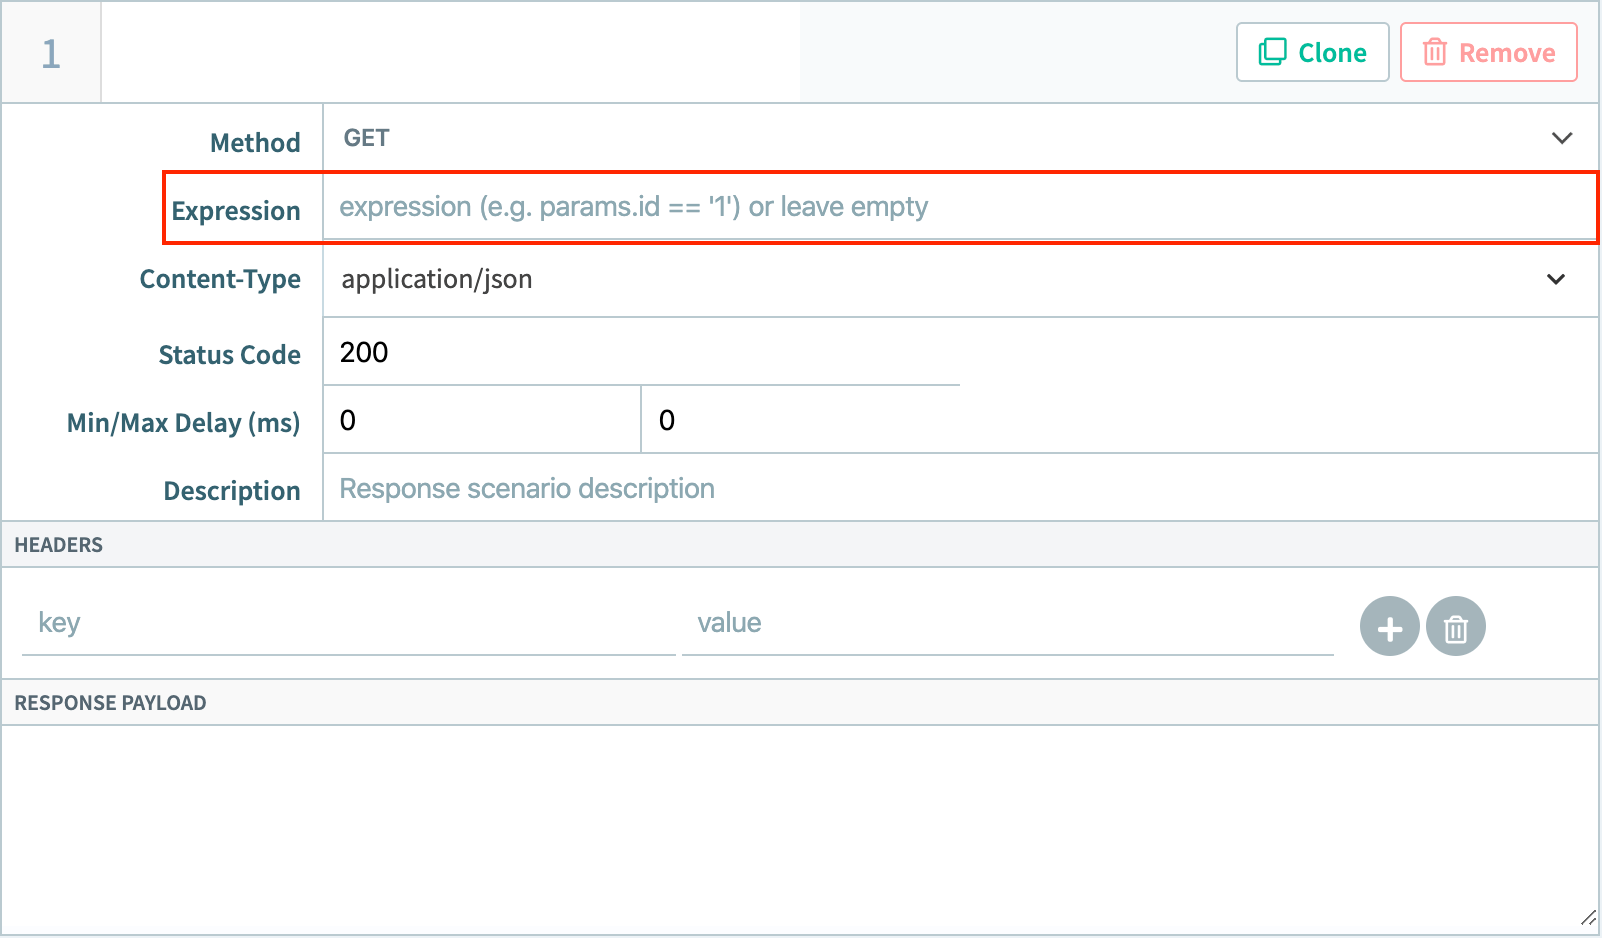 1
Clone
Remove
Method
GET
Expression
expression (e.g. params.id == '1') or leave empty
Content-Type
application/json
Status Code
200
Min/Max Delay (ms)
0
0
Description
Response scenario description
HEADERS
key
value
RESPONSE PAYLOAD